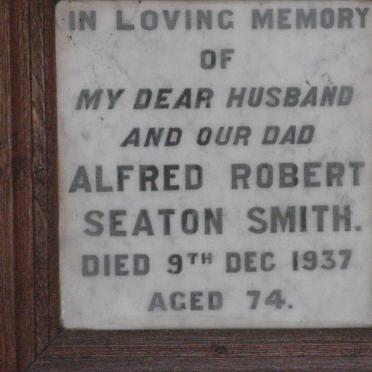 IN LOVING MEMORY
OF
MY DEAR HUSBAND
AND OUR DAD
ALFRED ROBERT
SEATON SMITH.
DIED 9TH DEC 1937
AGED 74.